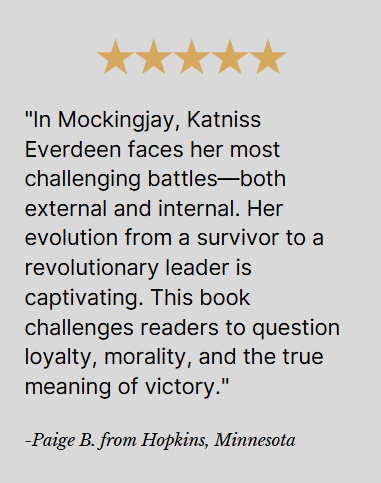 "In Mockingjay, Katniss
Everdeen faces her most
challenging battles—both
external and internal. Her
evolution from a survivor to a
revolutionary leader is
captivating. This book
challenges readers to question
loyalty, morality, and the true
meaning of victory."
-Paige B. from Hopkins, Minnesota